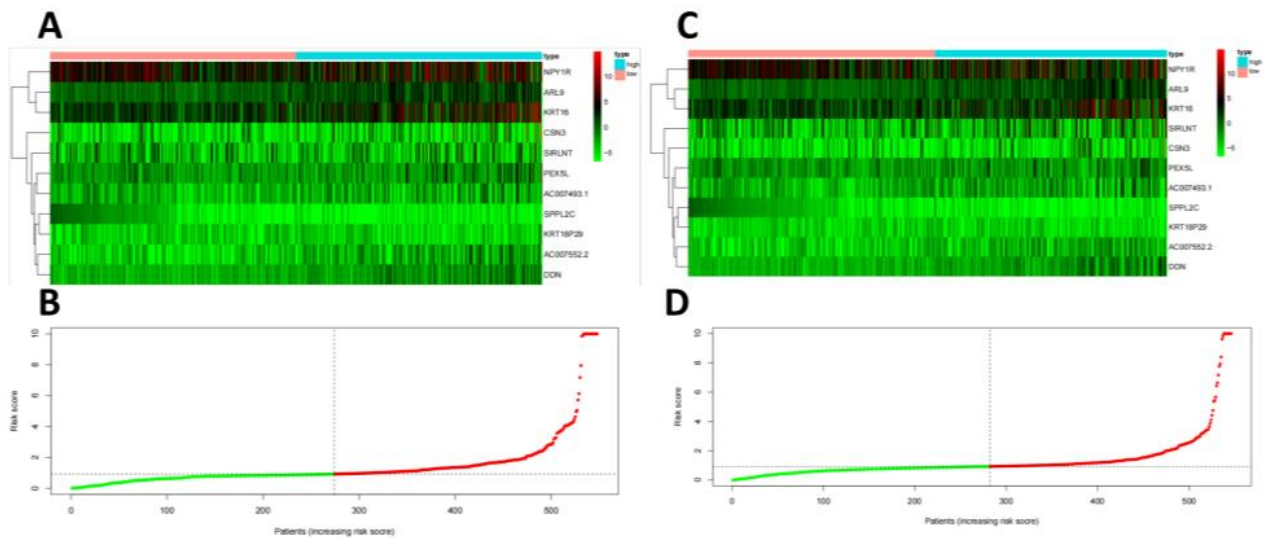 A
type
NPY1R
ARL9
KRT16
CSN3
SIRLNT
PEX5L
AC007493.1
SPPL2C
KRT18P29
AC007552.2
DDN
10
5
0
−5
type
high
low
C
type
NPY1R
ARL9
KRT16
SIRLNT
CSN3
PEX5L
AC007493.1
SPPL2C
KRT18P29
AC007552.2
DDN
10
5
0
−5
type
high
low
B
Risk score
10
8
6
4
2
0
0 100 200 300 400 500
Patients (increasing risk socre)
D
Risk score
10
8
6
4
2
0
0 100 200 300 400 500
Patients (increasing risk socre)